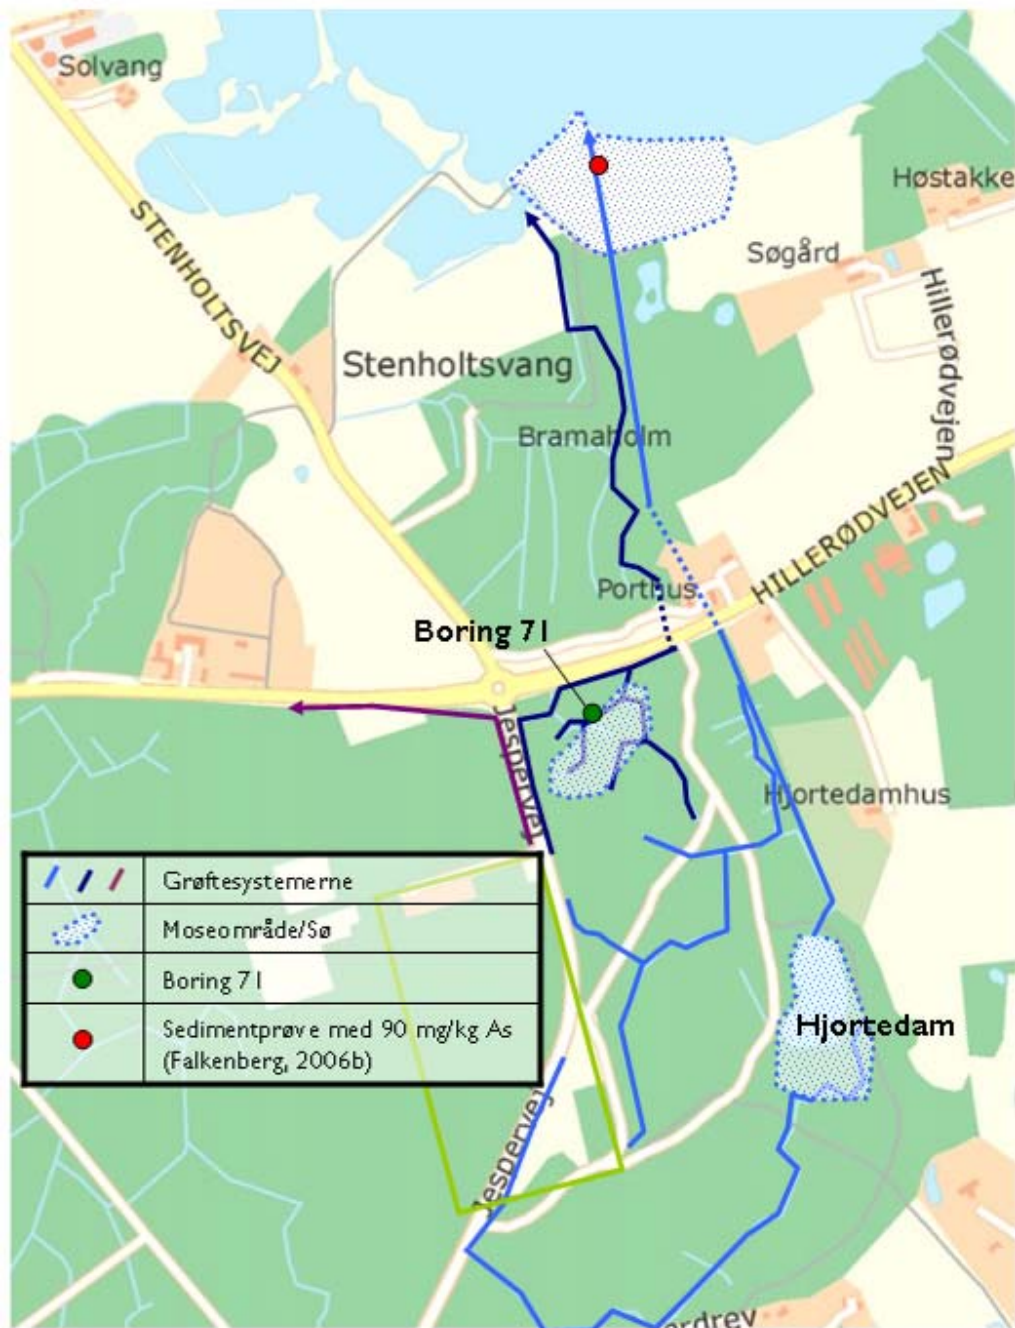 Solvang
Høstakke
STENHOLTSVEJ
Søgård
Hillerødvejen
Stenholtsvang
Bramaholm
HILLERØDVEJEN
Porthus
Boring 71
Jespervej
Hjortedamhus
Grøftesystemerne
Moseområde/Sø
Boring 71
Sedimentprøve med 90 mg/kg As
(Falkenberg, 2006b)
Hjortedam
Jespervej